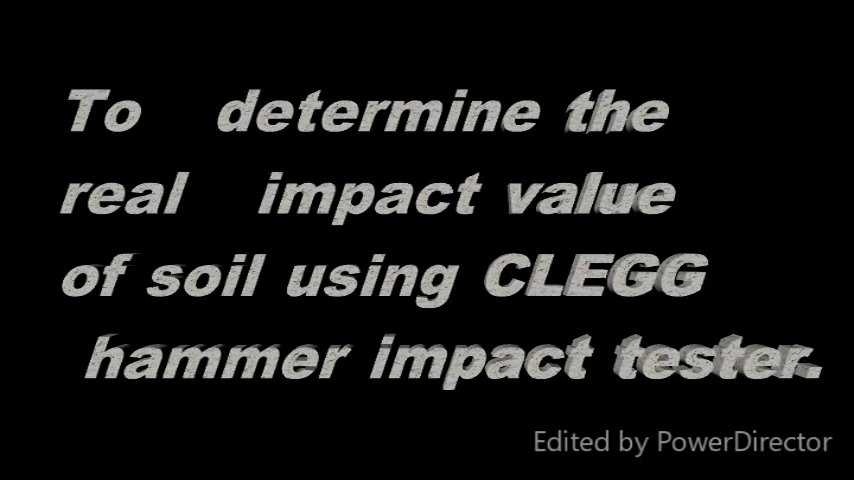 To determine the
real impact value
of soil using CLEGG
hammer impact tester.
Edited by PowerDirector